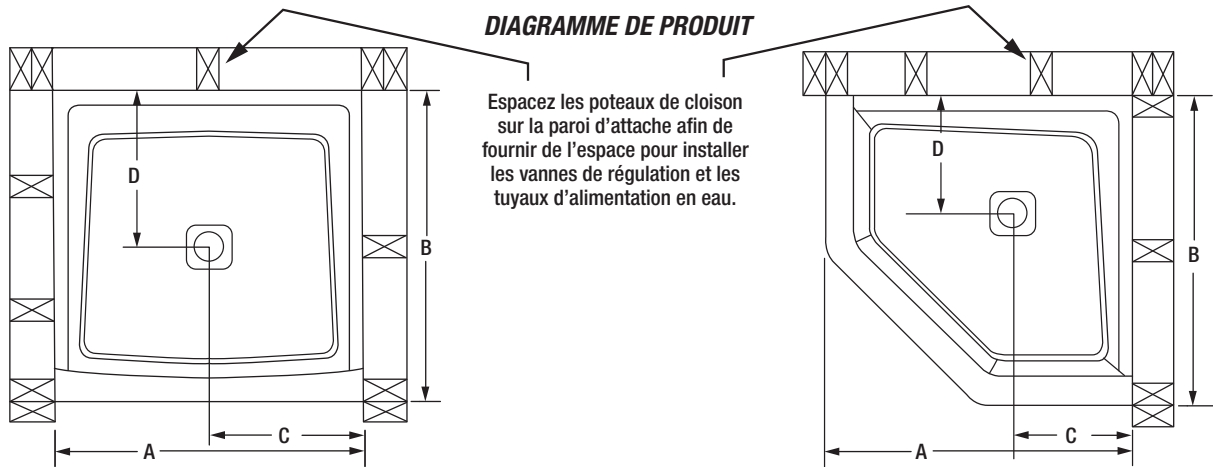 DIAGRAMME DE PRODUIT
Espacez les poteaux de cloison
sur la paroi d'attache afin de
fournir de l'espace pour installer
les vannes de régulation et les
tuyaux d'alimentation en eau.
D
B
C
A
D
B
C
A